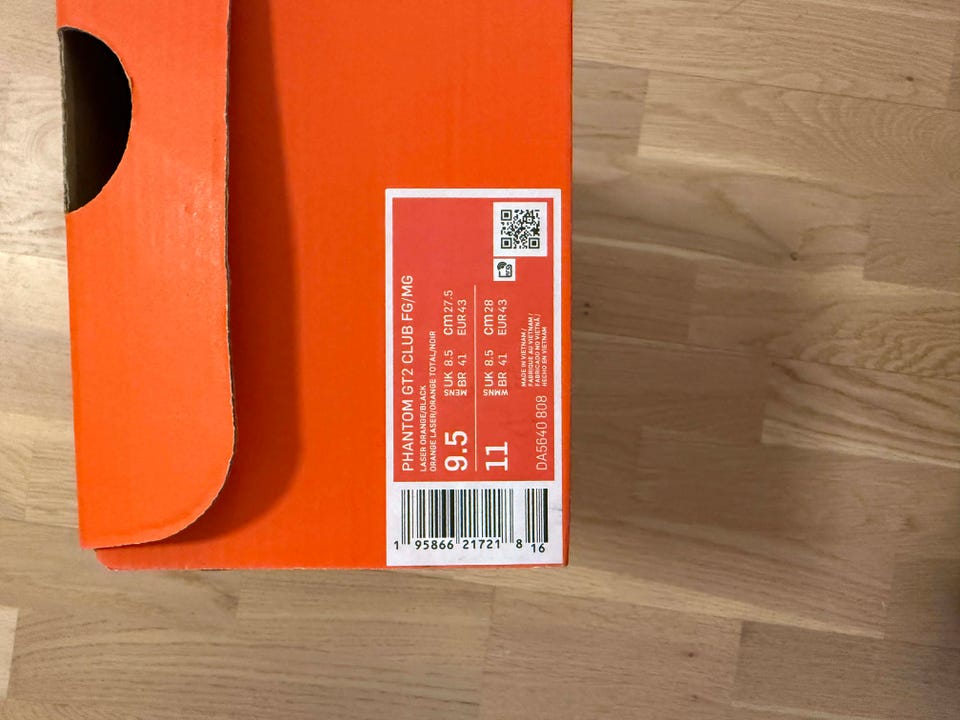 PHANTOM GT2 CLUB FG/MG
LASER ORANGE/BLACK
ORANGE LASER/ORANGE TOTAL/NOIR
9.5 MENS UK 8.5 cm 27.5
BR 41 EUR 43
11 WMNS UK 8.5 cm 28
BR 41 EUR 43
MADE IN VIETNAM /
FABRIQUÉ AU VIETNAM /
FABRICADO NO VIETNÃ /
HECHO EN VIETNAM
DA5640 808
1 95866 21721 8 16